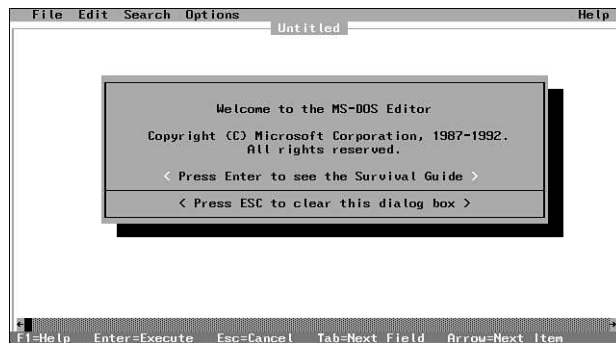 File Edit Search Options Help
Untitled
Welcome to the MS-DOS Editor
Copyright (C) Microsoft Corporation, 1987-1992.
All rights reserved.
< Press Enter to see the Survival Guide >
< Press ESC to clear this dialog box >
F1=Help Enter=Execute Esc=Cancel Tab=Next Field Arrow=Next Item